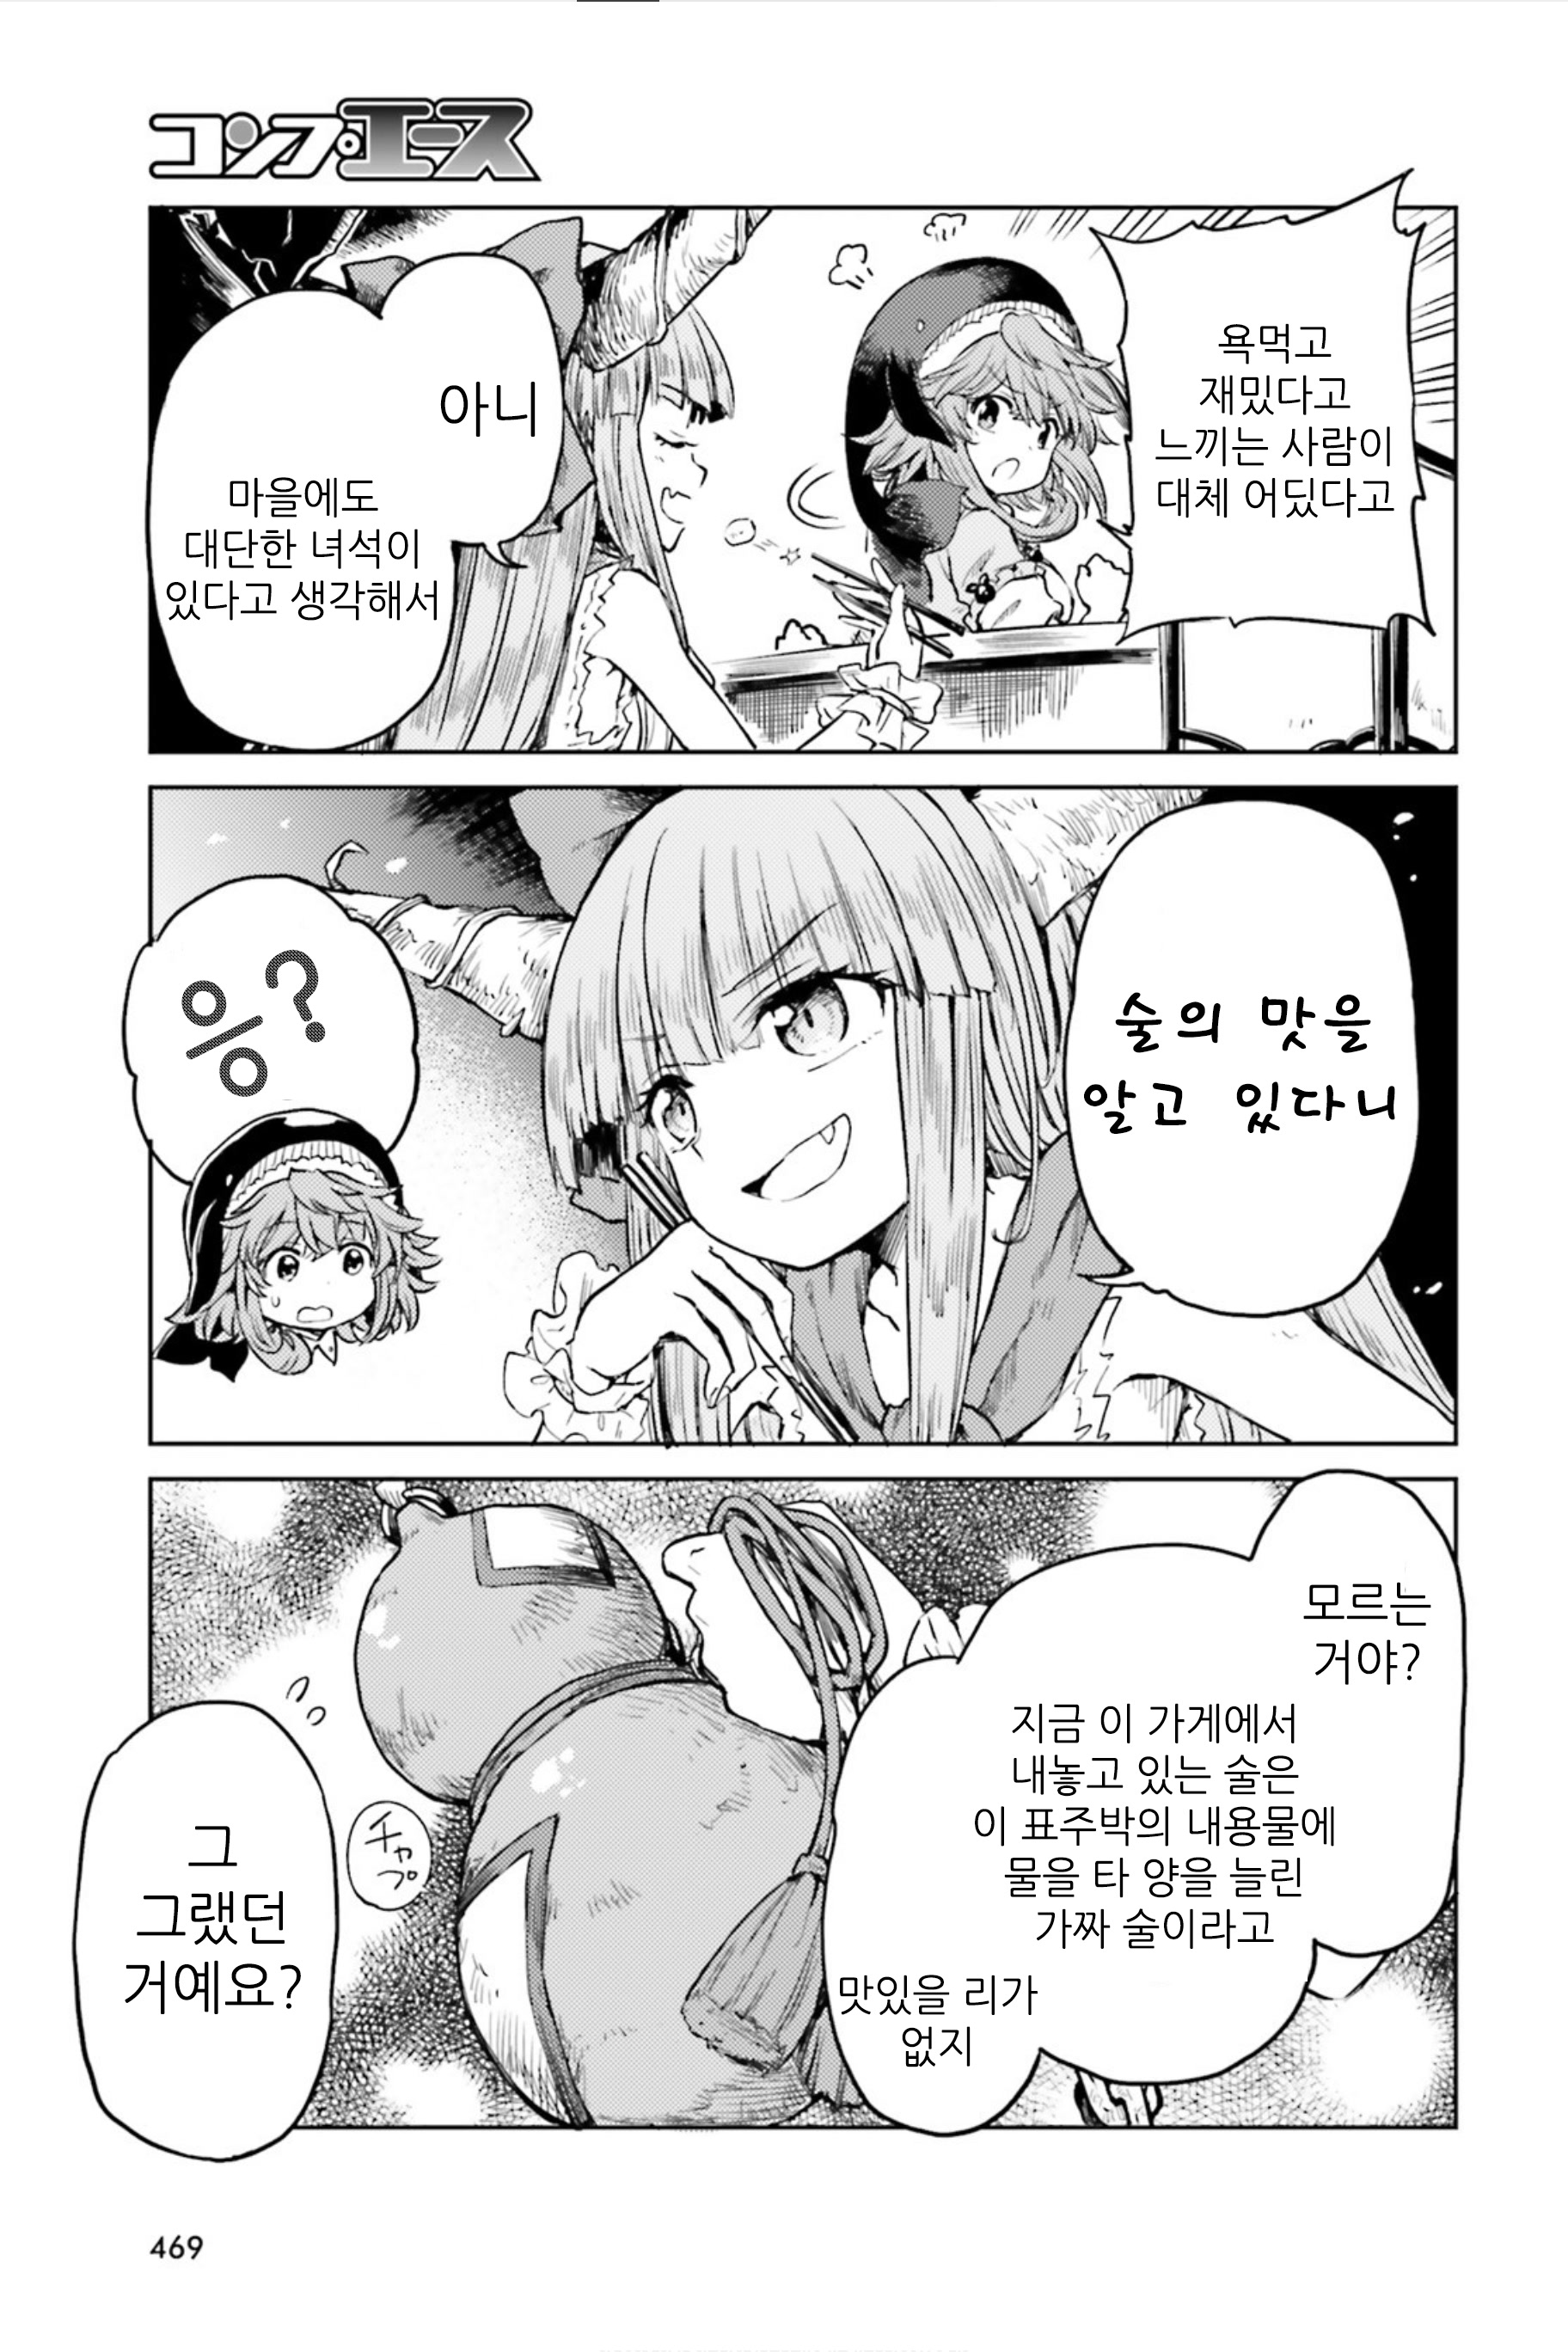 コンプエース
욕먹고
재밌다고
느끼는 사람이
대체 어딨다고
아니
마을에도
대단한 녀석이
있다고 생각해서
술의 맛을
알고 있다니
응?
모르는
거야?
지금 이 가게에서
내놓고 있는 술은
이 표주박의 내용물에
물을 타 양을 늘린
가짜 술이라고
맛있을 리가
없지
チャプ
그
그랬던
거예요?
469